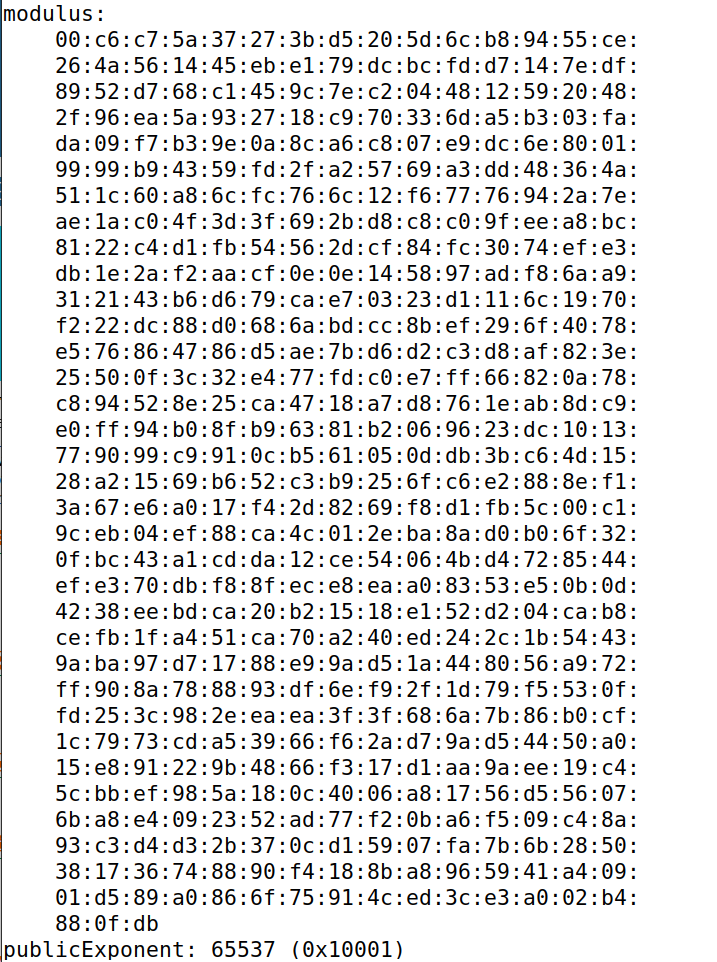 modulus:
00:c6:c7:5a:37:27:3b:d5:20:5d:6c:b8:94:55:ce:
26:4a:56:14:45:eb:e1:79:dc:bc:fd:d7:14:7e:df:
89:52:d7:68:c1:45:9c:7e:c2:04:48:12:59:20:48:
2f:96:ea:5a:93:27:18:c9:70:33:6d:a5:b3:03:fa:
da:09:f7:b3:9e:0a:8c:a6:c8:07:e9:dc:6e:80:01:
99:99:b9:43:59:fd:2f:a2:57:69:a3:dd:48:36:4a:
51:1c:60:a8:6c:fc:76:6c:12:f6:77:76:94:2a:7e:
ae:1a:c0:4f:3d:3f:69:2b:d8:c8:c0:9f:ee:a8:bc:
81:22:c4:d1:fb:54:56:2d:cf:84:fc:30:74:ef:e3:
db:1e:2a:f2:aa:cf:0e:0e:14:58:97:ad:f8:6a:a9:
31:21:43:b6:d6:79:ca:e7:03:23:d1:11:6c:19:70:
f2:22:dc:88:d0:68:6a:bd:cc:8b:ef:29:6f:40:78:
e5:76:86:47:86:d5:ae:7b:d6:d2:c3:d8:af:82:3e:
25:50:0f:3c:32:e4:77:fd:c0:e7:ff:66:82:0a:78:
c8:94:52:8e:25:ca:47:18:a7:d8:76:1e:ab:8d:c9:
e0:ff:94:b0:8f:b9:63:81:b2:06:96:23:dc:10:13:
77:90:99:c9:91:0c:b5:61:05:0d:db:3b:c6:4d:15:
28:a2:15:69:b6:52:c3:b9:25:6f:c6:e2:88:8e:f1:
3a:67:e6:a0:17:f4:2d:82:69:f8:d1:fb:5c:00:c1:
9c:eb:04:ef:88:ca:4c:01:2e:ba:8a:d0:b0:6f:32:
0f:bc:43:a1:cd:da:12:ce:54:06:4b:d4:72:85:44:
ef:e3:70:db:f8:8f:ec:e8:ea:a0:83:53:e5:0b:0d:
42:38:ee:bd:ca:20:b2:15:18:e1:52:d2:04:ca:b8:
ce:fb:1f:a4:51:ca:70:a2:40:ed:24:2c:1b:54:43:
9a:ba:97:d7:17:88:e9:9a:d5:1a:44:80:56:a9:72:
ff:90:8a:78:88:93:df:6e:f9:2f:1d:79:f5:53:0f:
fd:25:3c:98:2e:ea:ea:3f:3f:68:6a:7b:86:b0:cf:
1c:79:73:cd:a5:39:66:f6:2a:d7:9a:d5:44:50:a0:
15:e8:91:22:9b:48:66:f3:17:d1:aa:9a:ee:19:c4:
5c:bb:ef:98:5a:18:0c:40:06:a8:17:56:d5:56:07:
6b:a8:e4:09:23:52:ad:77:f2:0b:a6:f5:09:c4:8a:
93:c3:d4:d3:2b:37:0c:d1:59:07:fa:7b:6b:28:50:
38:17:36:74:88:90:f4:18:8b:a8:96:59:41:a4:09:
01:d5:89:a0:86:6f:75:91:4c:ed:3c:e3:a0:02:b4:
88:0f:db
publicExponent: 65537 (0x10001)